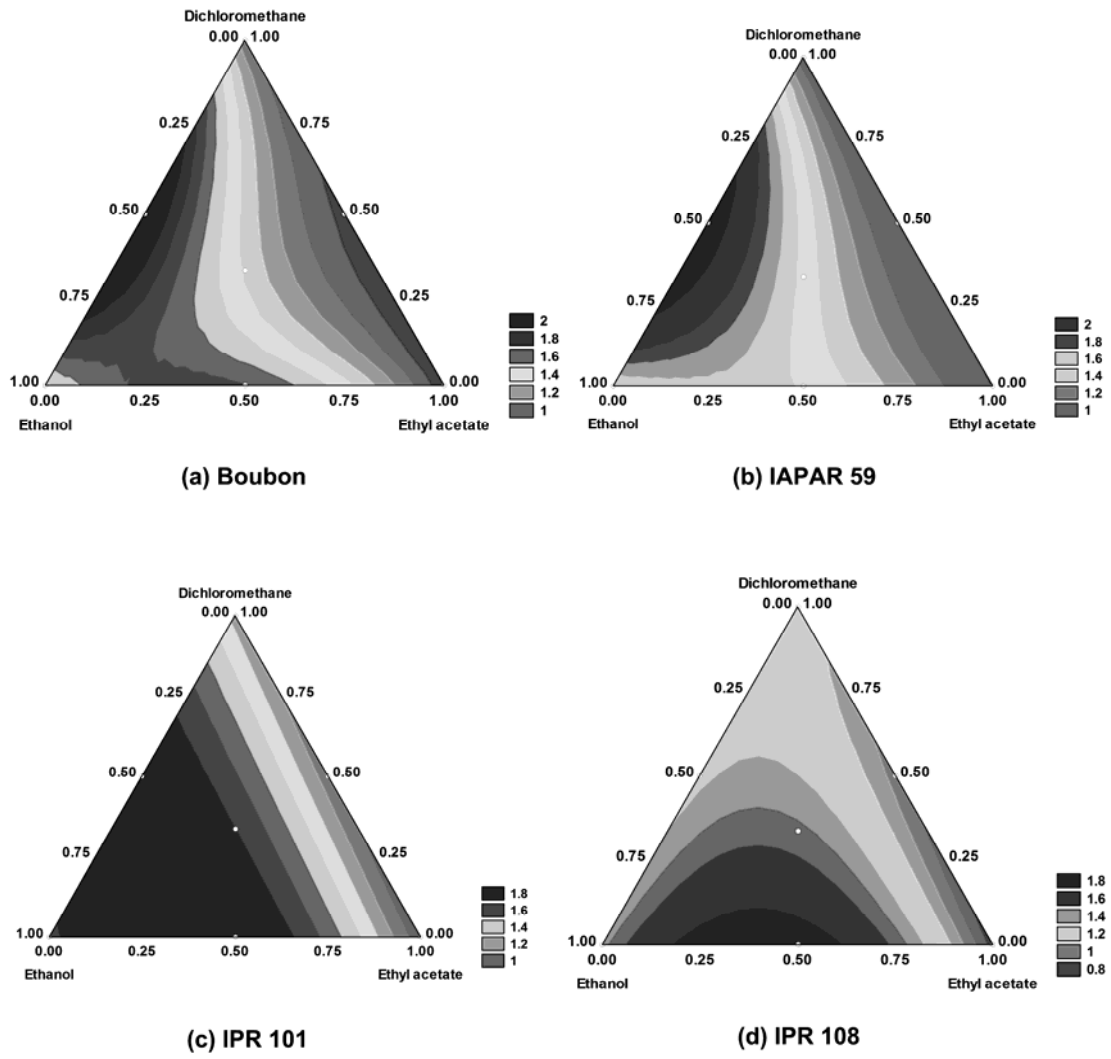 Dichloromethane
0.00 1.00
0.25 0.75
0.50 0.50
0.75 0.25
1.00 0.00
0.00 0.25 0.50 0.75 1.00
Ethanol Ethyl acetate
2
1.8
1.6
1.4
1.2
1
(a) Boubon
Dichloromethane
0.00 1.00
0.25 0.75
0.50 0.50
0.75 0.25
1.00 0.00
0.00 0.25 0.50 0.75 1.00
Ethanol Ethyl acetate
2
1.8
1.6
1.4
1.2
1
(b) IAPAR 59
Dichloromethane
0.00 1.00
0.25 0.75
0.50 0.50
0.75 0.25
1.00 0.00
0.00 0.25 0.50 0.75 1.00
Ethanol Ethyl acetate
1.8
1.6
1.4
1.2
1
(c) IPR 101
Dichloromethane
0.00 1.00
0.25 0.75
0.50 0.50
0.75 0.25
1.00 0.00
0.00 0.25 0.50 0.75 1.00
Ethanol Ethyl acetate
1.8
1.6
1.4
1.2
1
0.8
(d) IPR 108